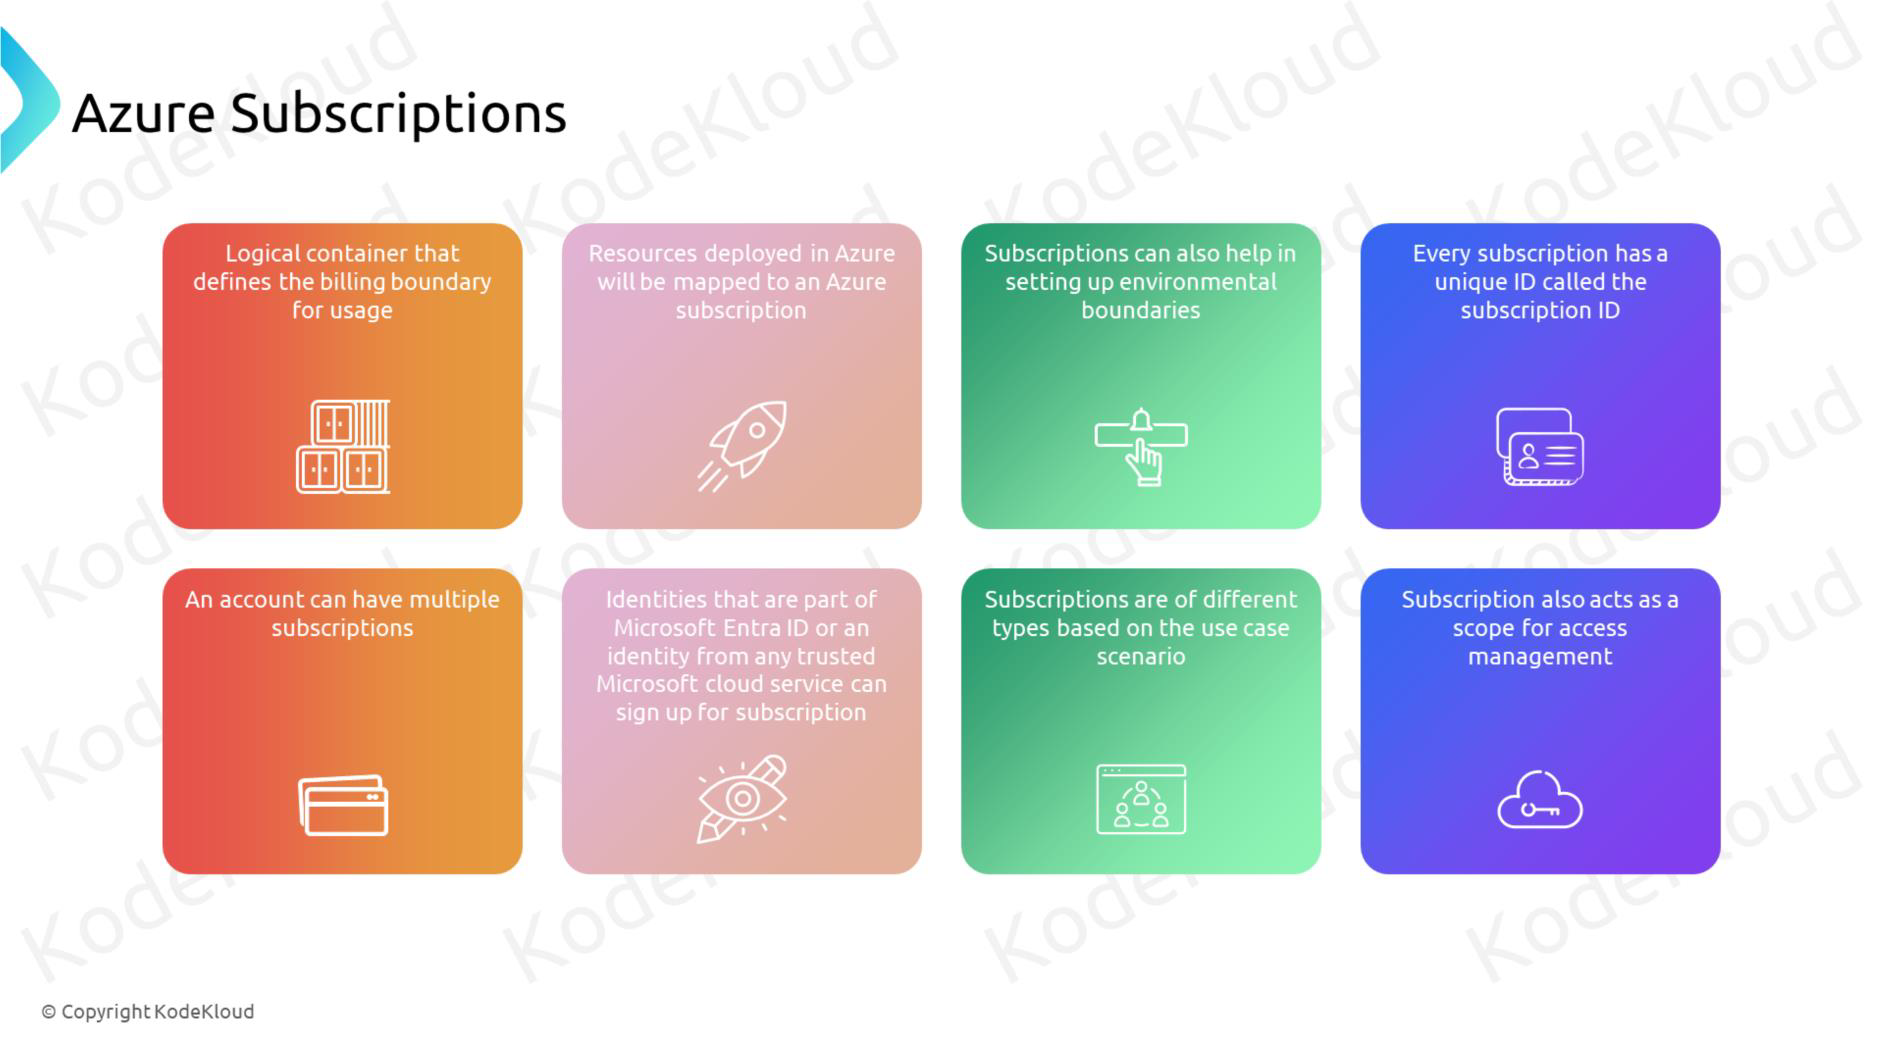 Azure Subscriptions
Logical container that
defines the billing boundary
for usage
Resources deployed in Azure
will be mapped to an Azure
subscription
Subscriptions can also help in
setting up environmental
boundaries
Every subscription has a
unique ID called the
subscription ID
An account can have multiple
subscriptions
Identities that are part of
Microsoft Entra ID or an
identity from any trusted
Microsoft cloud service can
sign up for subscription
Subscriptions are of different
types based on the use case
scenario
Subscription also acts as a
scope for access
management
© Copyright KodeKloud
KodeKloud
KodeKloud
KodeKloud
KodeKloud